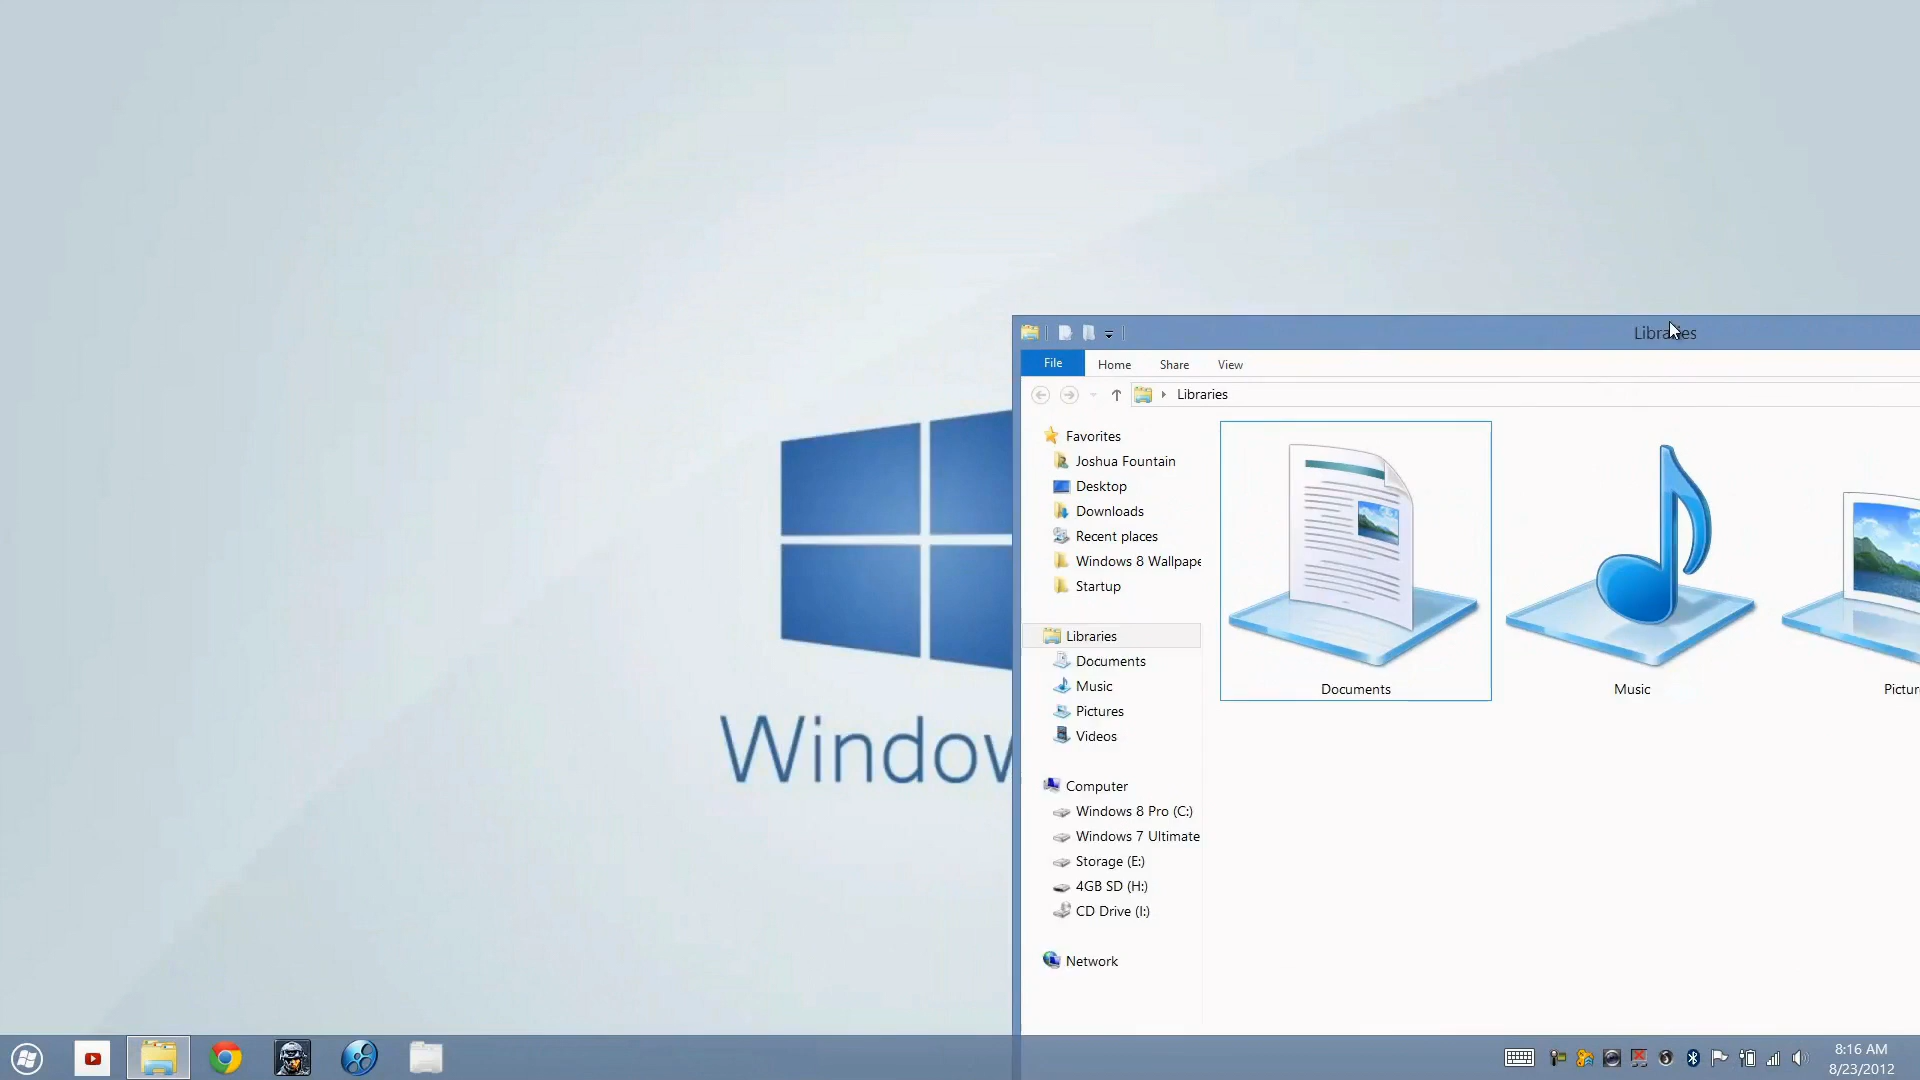 Window
Libraries
File Home Share View
Libraries
Favorites
Joshua Fountain
Desktop
Downloads
Recent places
Windows 8 Wallpape
Startup
Libraries
Documents
Music
Pictures
Videos
Computer
Windows 8 Pro (C:)
Windows 7 Ultimate
Storage (E:)
4GB SD (H:)
CD Drive (I:)
Network
Documents
Music
Pictur
8:16 AM
8/23/2012